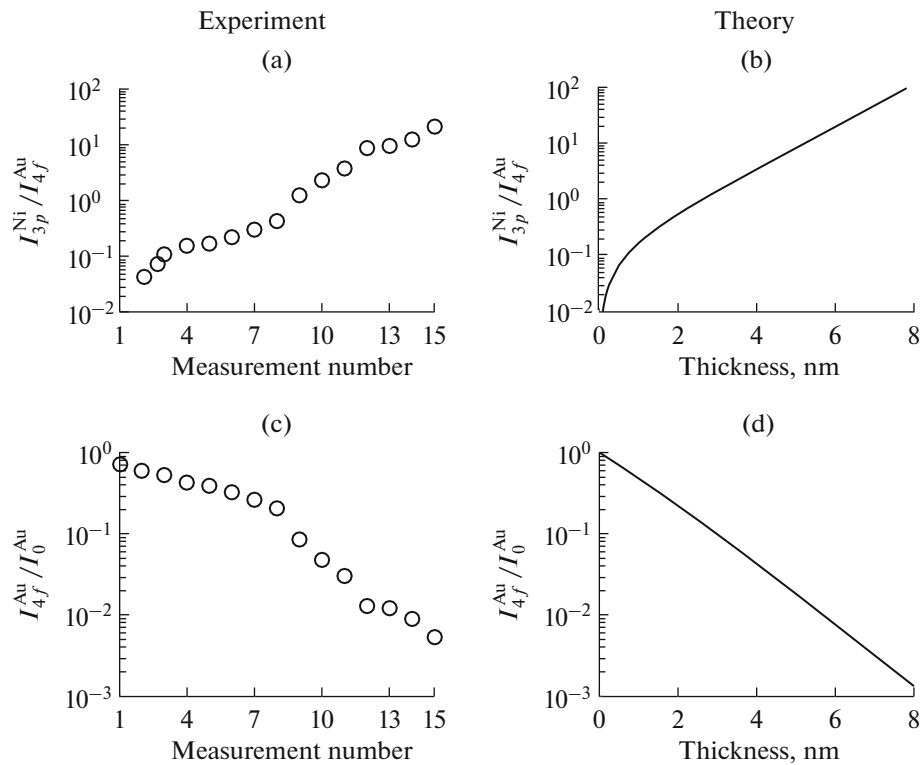 Experiment
Theory
(a)
(b)
I_{3p}^{Ni}/I_{4f}^{Au}
10^2
10^1
10^0
10^{−1}
10^{−2}
1 4 7 10 13 15
Measurement number
I_{3p}^{Ni}/I_{4f}^{Au}
10^2
10^1
10^0
10^{−1}
10^{−2}
0 2 4 6 8
Thickness, nm
(c)
(d)
I_{4f}^{Au}/I_0^{Au}
10^0
10^{−1}
10^{−2}
10^{−3}
1 4 7 10 13 15
Measurement number
I_{4f}^{Au}/I_0^{Au}
10^0
10^{−1}
10^{−2}
10^{−3}
0 2 4 6 8
Thickness, nm